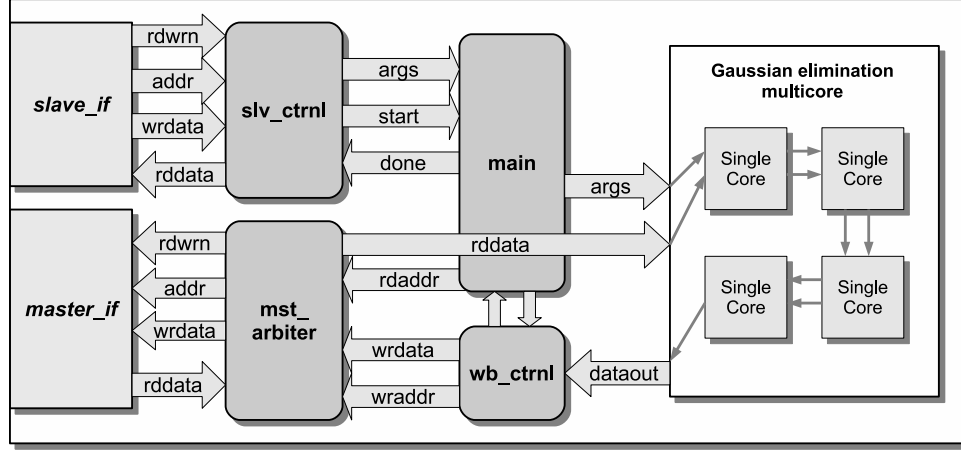 slave_if
rdwrn
addr
wrdata
rddata
slv_ctrnl
args
start
done
main
args
Gaussian elimination
multicore
Single
Core
Single
Core
Single
Core
Single
Core
master_if
rdwrn
addr
wrdata
rddata
mst_
arbiter
rddata
rdaddr
wrdata
wraddr
wb_ctrnl
dataout